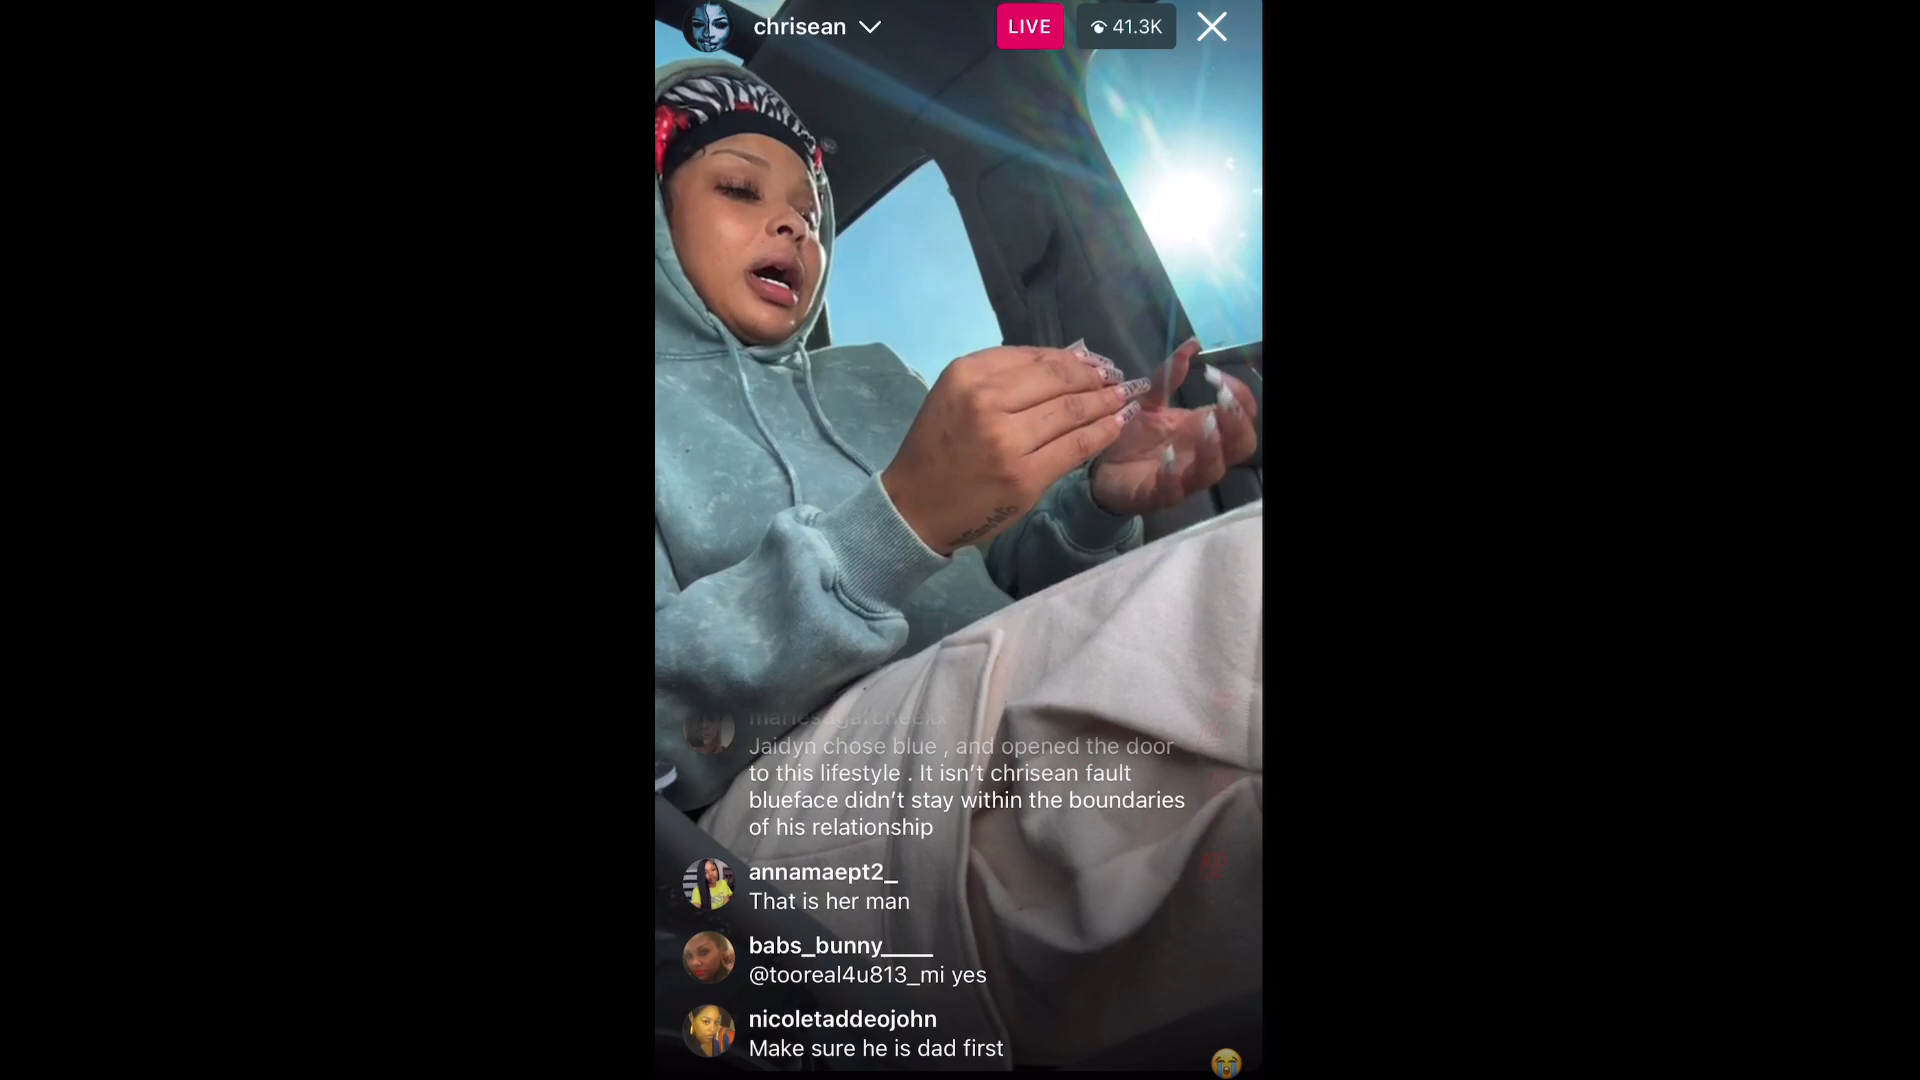 chrisean
LIVE
41.3K
mariesugarcheexx
Jaidyn chose blue , and opened the door
to this lifestyle . It isn’t chrisean fault
blueface didn’t stay within the boundaries
of his relationship
annamaept2_
That is her man
babs_bunny_____
@tooreal4u813_mi yes
nicoletaddeojohn
Make sure he is dad first